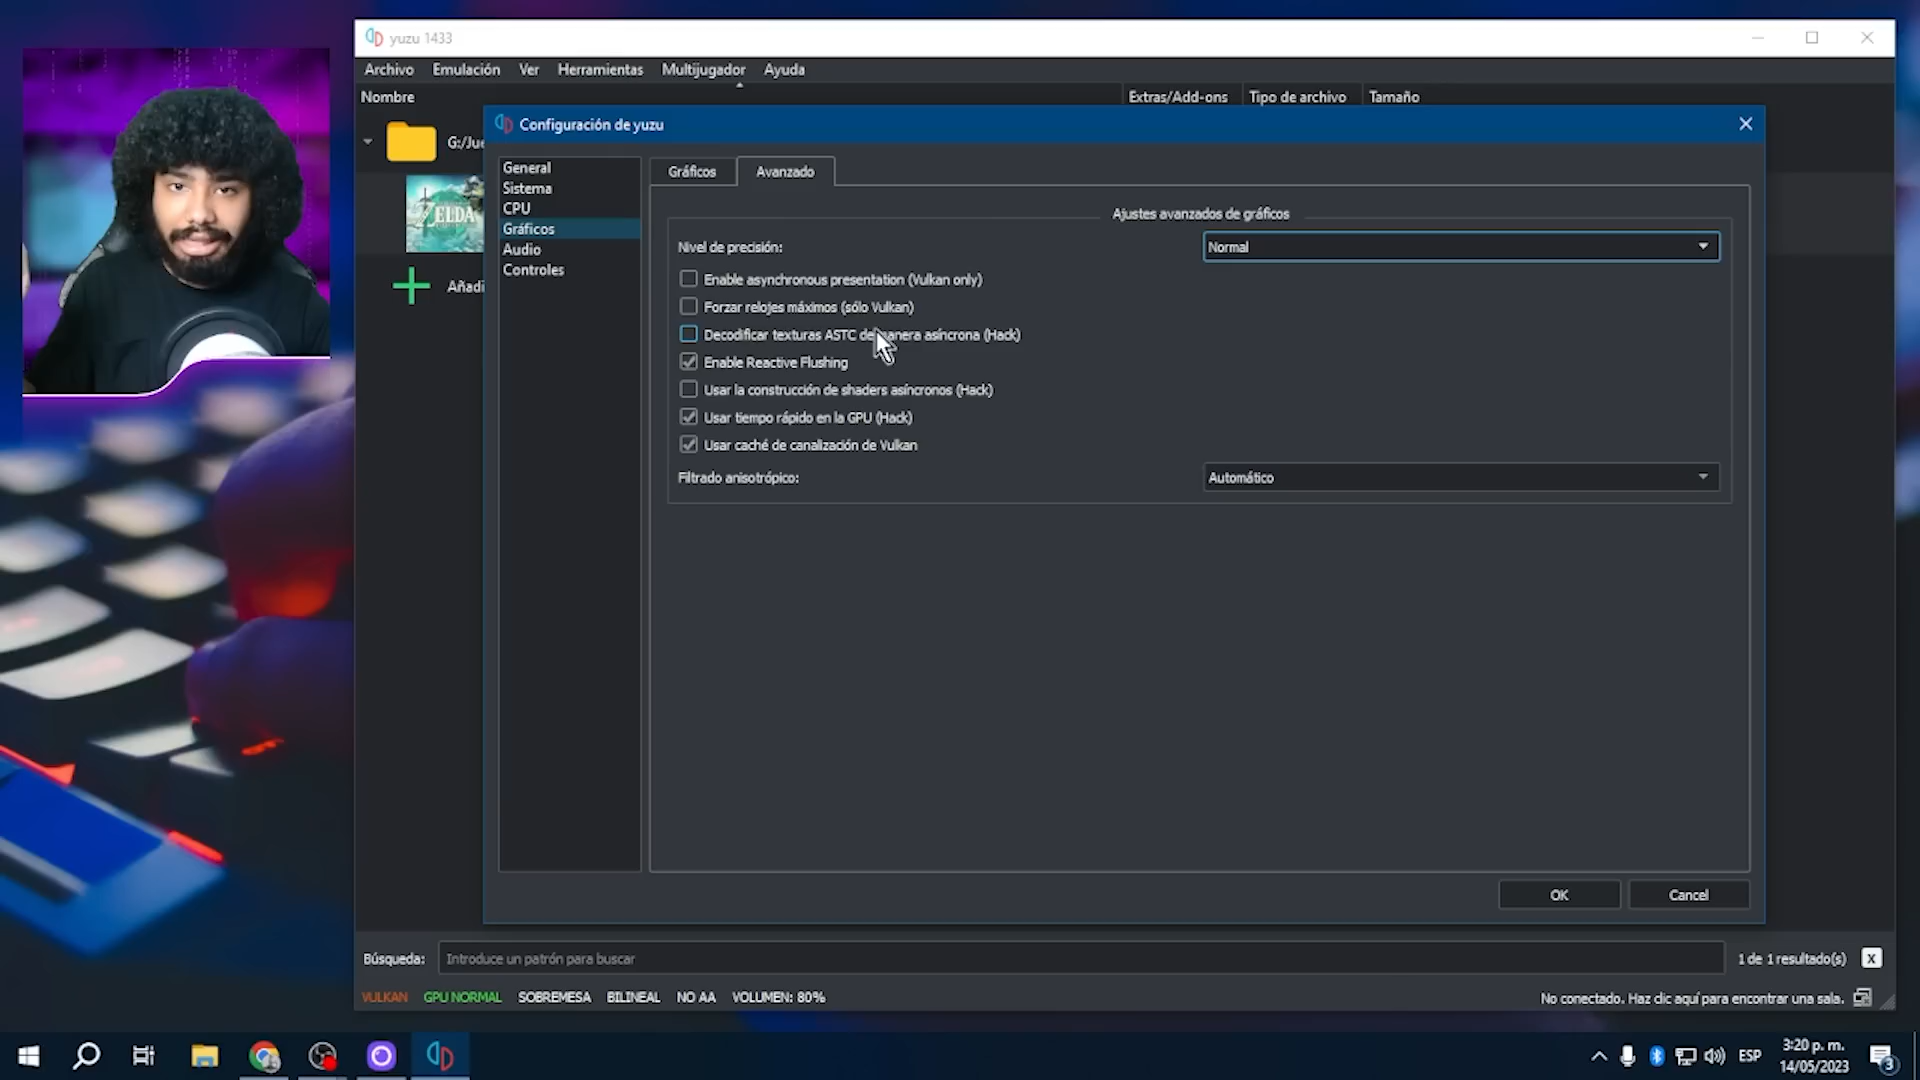 yuzu 1433
Archivo Emulación Ver Herramientas Multijugador Ayuda
Nombre Extras/Add-ons Tipo de archivo Tamaño
Configuración de yuzu
G:/Jue
ZELDA
Añadi
General
Sistema
CPU
Gráficos
Audio
Controles
Gráficos Avanzado
Ajustes avanzados de gráficos
Nivel de precisión: Normal
Enable asynchronous presentation (Vulkan only)
Forzar relojes máximos (sólo Vulkan)
Decodificar texturas ASTC de manera asíncrona (Hack)
Enable Reactive Flushing
Usar la construcción de shaders asíncronos (Hack)
Usar tiempo rápido en la GPU (Hack)
Usar caché de canalización de Vulkan
Filtrado anisotrópico: Automático
OK Cancel
Búsqueda: Introduce un patrón para buscar 1 de 1 resultado(s) X
VULKAN GPU NORMAL SOBREMESA BILINEAL NO AA VOLUMEN: 80% No conectado. Haz clic aquí para encontrar una sala.
ESP 3:20 p. m.
14/05/2023 3